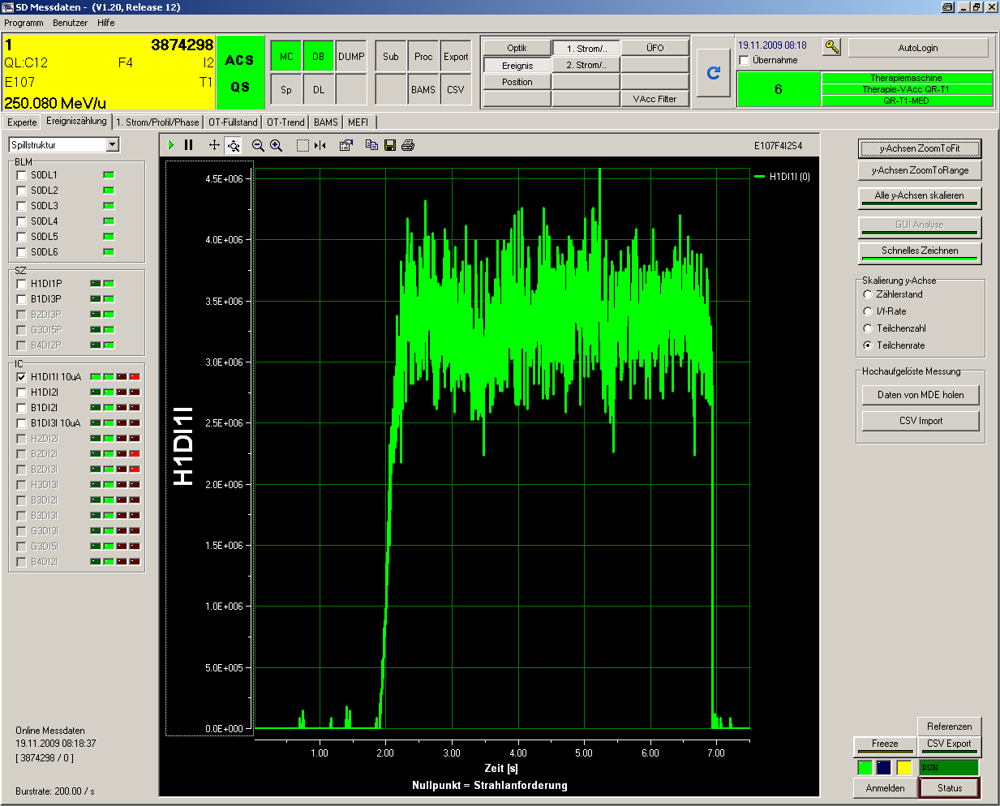 SD Messdaten - (V1.20, Release 12)
Programm Benutzer Hilfe
1 3874298
QL:C12 F4 I2
E107 T1
250.080 MeV/u
ACS
QS
MC DB DUMP
Sp DL
Sub Proc Export
BAMS CSV
Optik 1. Strom/.. ÜFO
Ereignis 2. Strom/..
Position
VAcc Filter
19.11.2009 08:18
Übernahme
AutoLogin
6
Therapiemaschine
Therapie-VAcc QR-T1
QR-T1-MED
Experte Ereigniszählung 1. Strom/Profil/Phase OT-Füllstand OT-Trend BAMS MEFI
Spillstruktur
BLM
S0DL1
S0DL2
S0DL3
S0DL4
S0DL5
S0DL6
SZ
H1DI1P
B1DI3P
B2DI3P
G3DI5P
B4DI2P
IC
H1DI1I 10uA
H1DI2I
B1DI2I
B1DI3I 10uA
H2DI2I
B2DI2I
B2DI3I
H3DI3I
B3DI2I
B3DI3I
G3DI3I
G3DI5I
B4DI2I
Online Messdaten
19.11.2009 08:18:37
[ 3874298 / 0 ]
Burstrate: 200.00 / s
E107F4I2S4
H1DI1I (0)
H1DI1I
4.5E+006
4.0E+006
3.5E+006
3.0E+006
2.5E+006
2.0E+006
1.5E+006
1.0E+006
5.0E+005
0.0E+000
1.00 2.00 3.00 4.00 5.00 6.00 7.00
Zeit [s]
Nullpunkt = Strahlanforderung
y-Achsen ZoomToFit
y-Achsen ZoomToRange
Alle y-Achsen skalieren
GUI Analyse
Schnelles Zeichnen
Skalierung y-Achse
Zählerstand
I/f-Rate
Teilchenzahl
Teilchenrate
Hochaufgelöste Messung
Daten von MDE holen
CSV Import
Referenzen
Freeze CSV Export
RUN
Anmelden Status